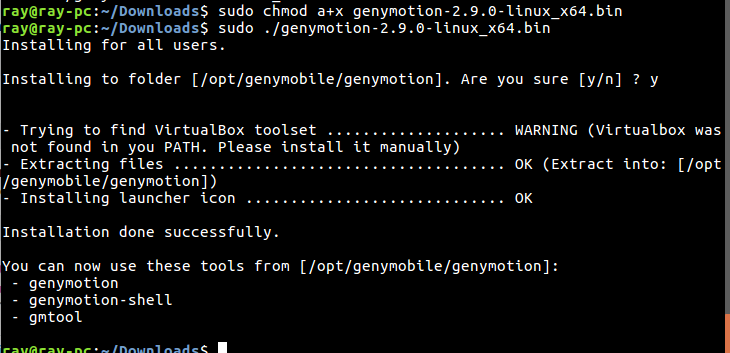 ray@ray-pc:~/Downloads$ sudo chmod a+x genymotion-2.9.0-linux_x64.bin
ray@ray-pc:~/Downloads$ sudo ./genymotion-2.9.0-linux_x64.bin
Installing for all users.
Installing to folder [/opt/genymobile/genymotion]. Are you sure [y/n] ? y
- Trying to find VirtualBox toolset .................... WARNING (Virtualbox was
not found in you PATH. Please install it manually)
- Extracting files ..................................... OK (Extract into: [/opt
/genymobile/genymotion])
- Installing launcher icon ............................. OK
Installation done successfully.
You can now use these tools from [/opt/genymobile/genymotion]:
- genymotion
- genymotion-shell
- gmtool
ray@ray-pc:~/Downloads$